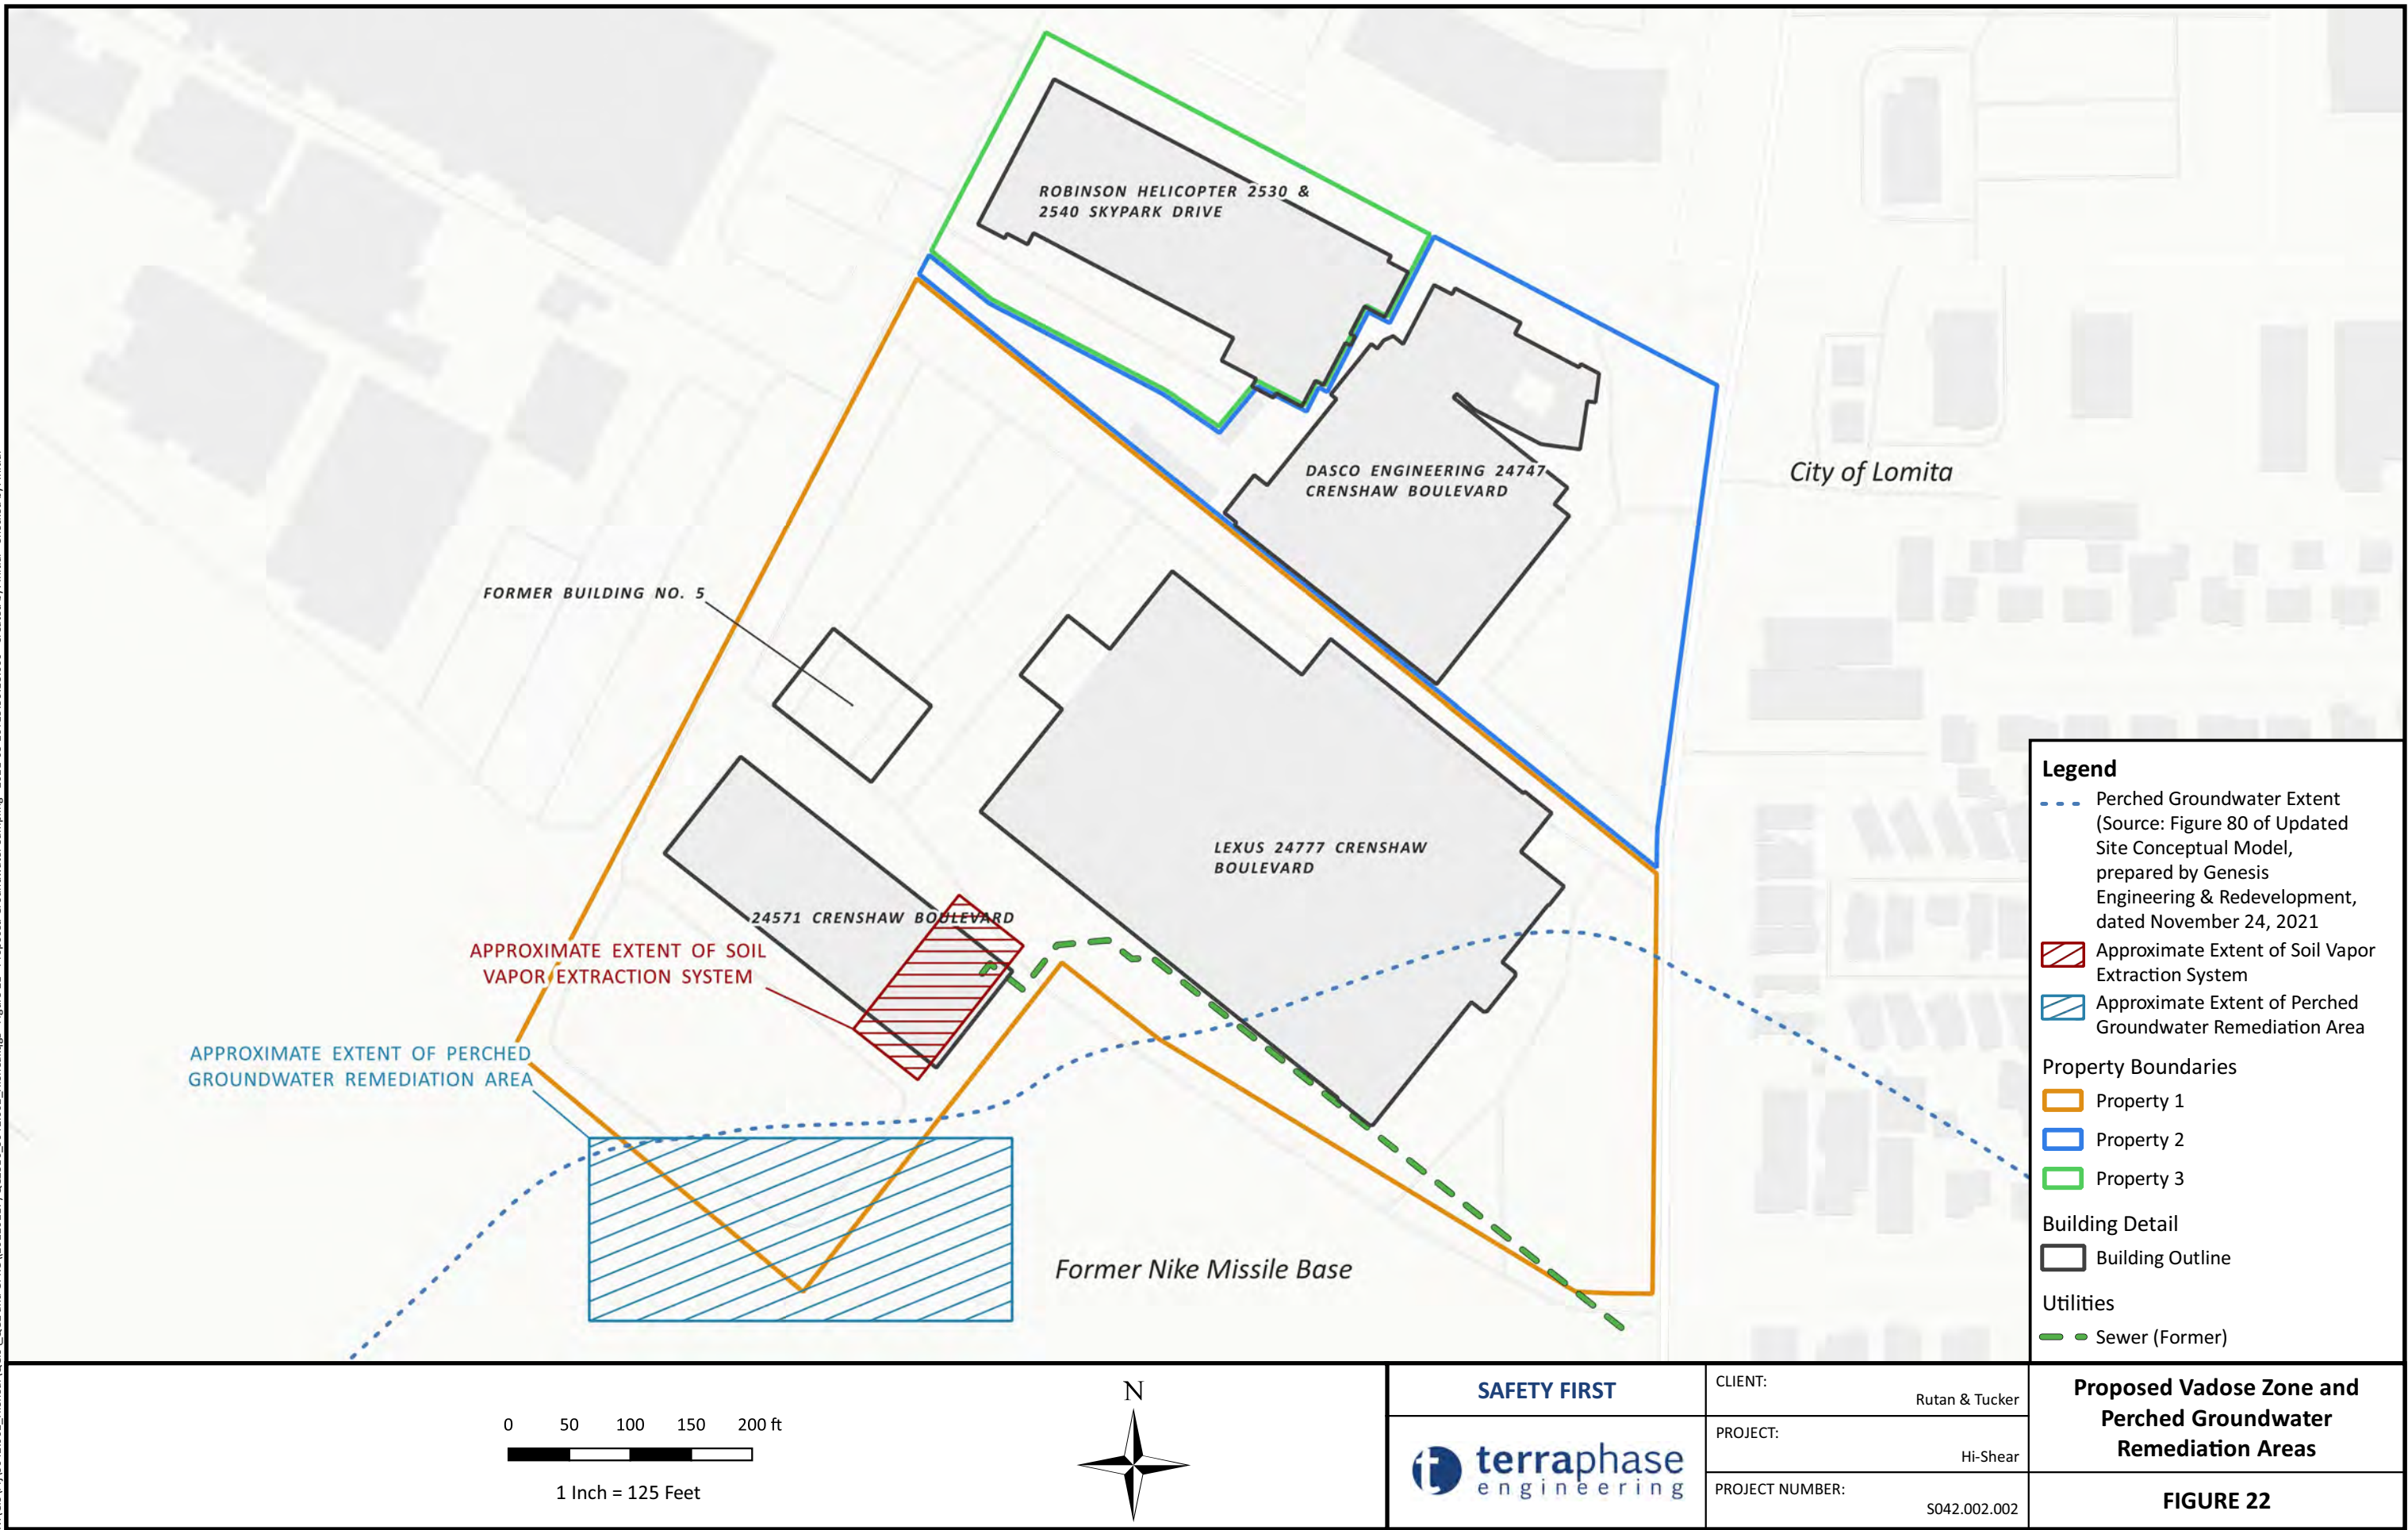 ROBINSON HELICOPTER 2530 &
2540 SKYPARK DRIVE
DASCO ENGINEERING 24747
CRENSHAW BOULEVARD
City of Lomita
FORMER BUILDING NO. 5
LEXUS 24777 CRENSHAW
BOULEVARD
24571 CRENSHAW BOULEVARD
APPROXIMATE EXTENT OF SOIL
VAPOR EXTRACTION SYSTEM
APPROXIMATE EXTENT OF PERCHED
GROUNDWATER REMEDIATION AREA
Former Nike Missile Base
Legend
Perched Groundwater Extent
(Source: Figure 80 of Updated
Site Conceptual Model,
prepared by Genesis
Engineering & Redevelopment,
dated November 24, 2021
Approximate Extent of Soil Vapor
Extraction System
Approximate Extent of Perched
Groundwater Remediation Area
Property Boundaries
Property 1
Property 2
Property 3
Building Detail
Building Outline
Utilities
Sewer (Former)
0 50 100 150 200 ft
1 Inch = 125 Feet
N
SAFETY FIRST
terraphase
engineering
CLIENT:
Rutan & Tucker
PROJECT:
Hi-Shear
PROJECT NUMBER:
S042.002.002
Proposed Vadose Zone and
Perched Groundwater
Remediation Areas
FIGURE 22